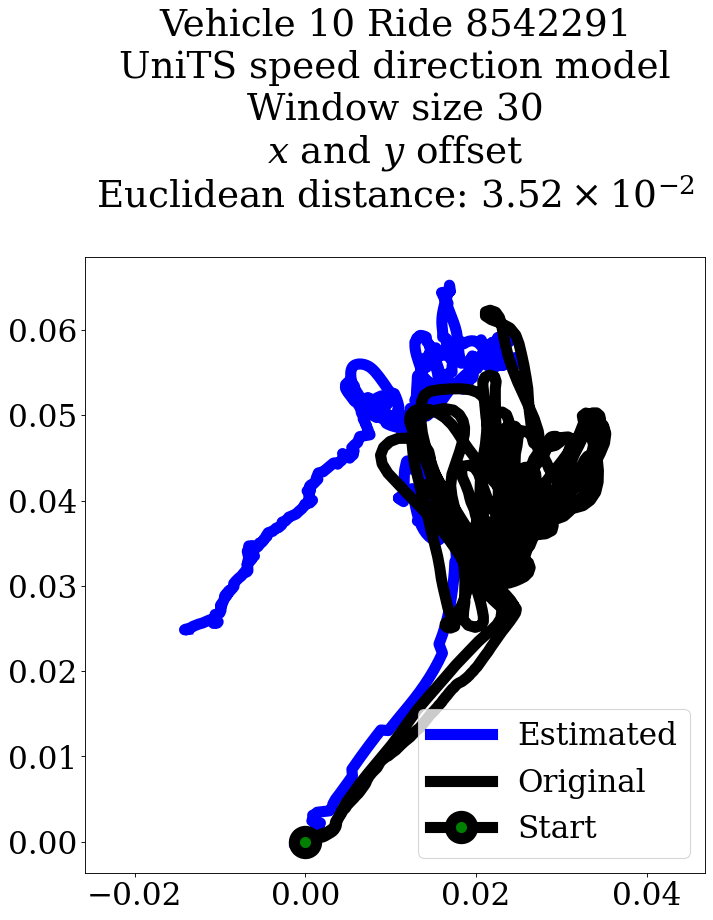 Vehicle 10 Ride 8542291
UniTS speed direction model
Window size 30
x and y offset
Euclidean distance: 3.52 × 10⁻²
0.06
0.05
0.04
0.03
0.02
0.01
0.00
Estimated
Original
Start
−0.02 0.00 0.02 0.04